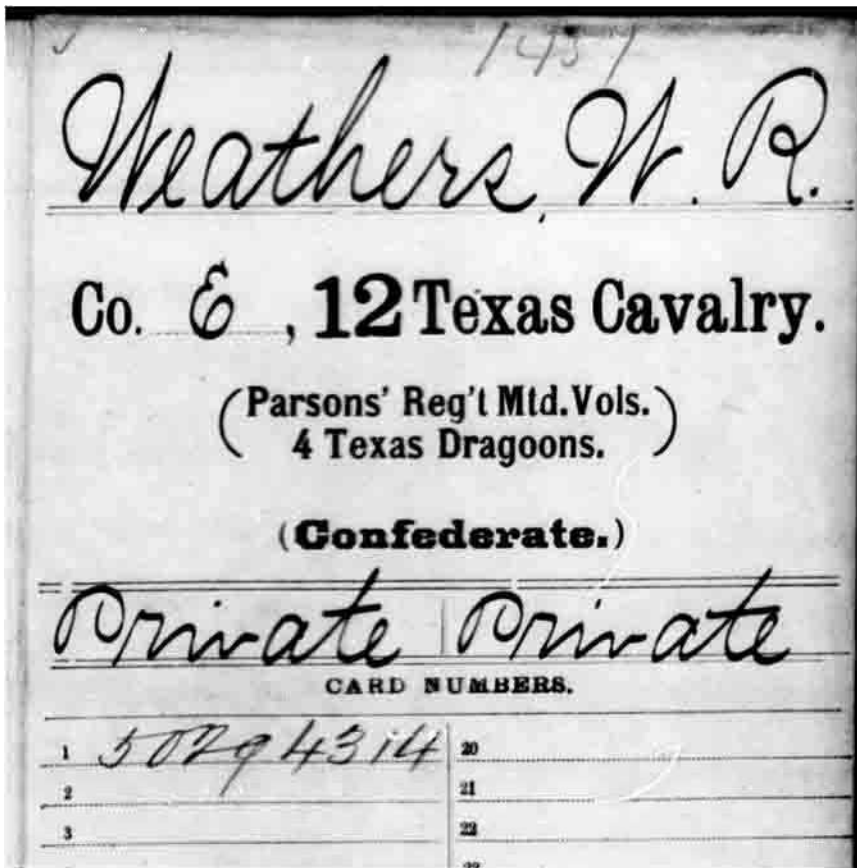 1437
Weathers, W. R.
Co. E, 12 Texas Cavalry.
(Parsons' Reg't Mtd. Vols.
4 Texas Dragoons.)
(Confederate.)
Private | Private
CARD NUMBERS.
1 50294314 20
2 21
3 22